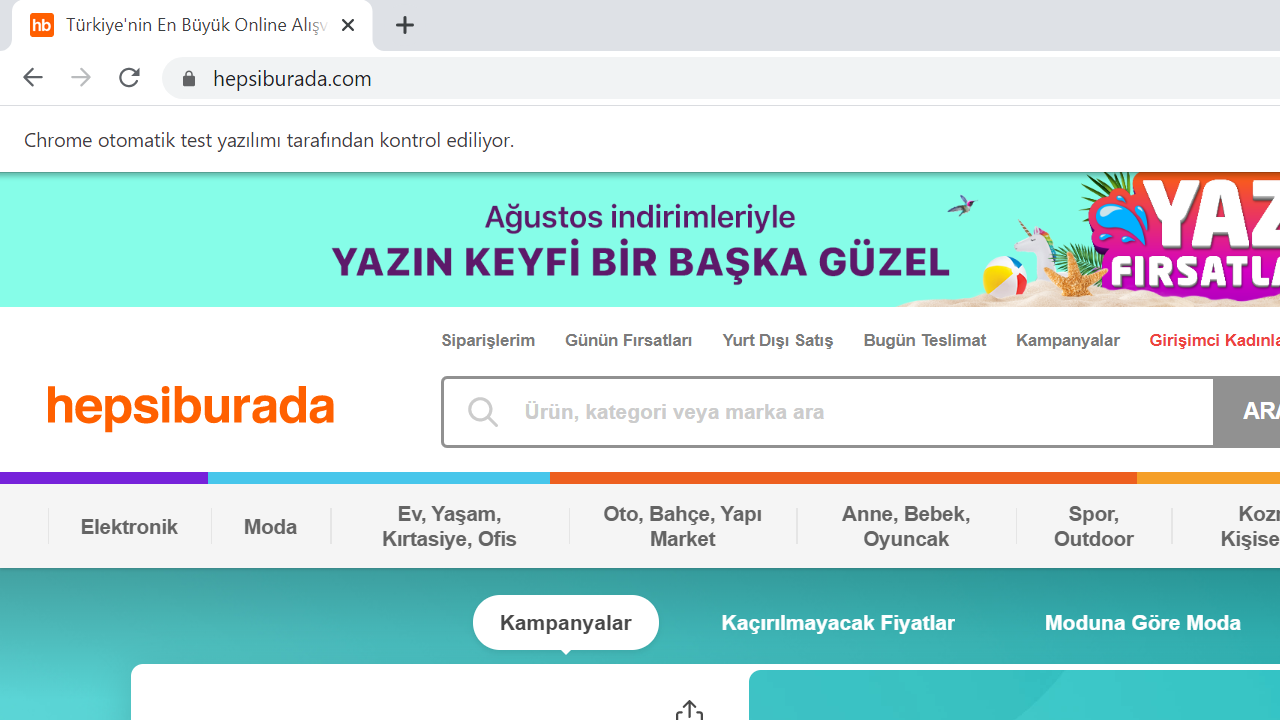 hb Türkiye'nin En Büyük Online Alışv
hepsiburada.com
Chrome otomatik test yazılımı tarafından kontrol ediliyor.
Ağustos indirimleriyle
YAZIN KEYFİ BİR BAŞKA GÜZEL
YAZ
FIRSATLA
Siparişlerim Günün Fırsatları Yurt Dışı Satış Bugün Teslimat Kampanyalar Girişimci Kadınla
hepsiburada
Ürün, kategori veya marka ara
ARA
Elektronik
Moda
Ev, Yaşam,
Kırtasiye, Ofis
Oto, Bahçe, Yapı
Market
Anne, Bebek,
Oyuncak
Spor,
Outdoor
Kozm
Kişise
Kampanyalar
Kaçırılmayacak Fiyatlar
Moduna Göre Moda